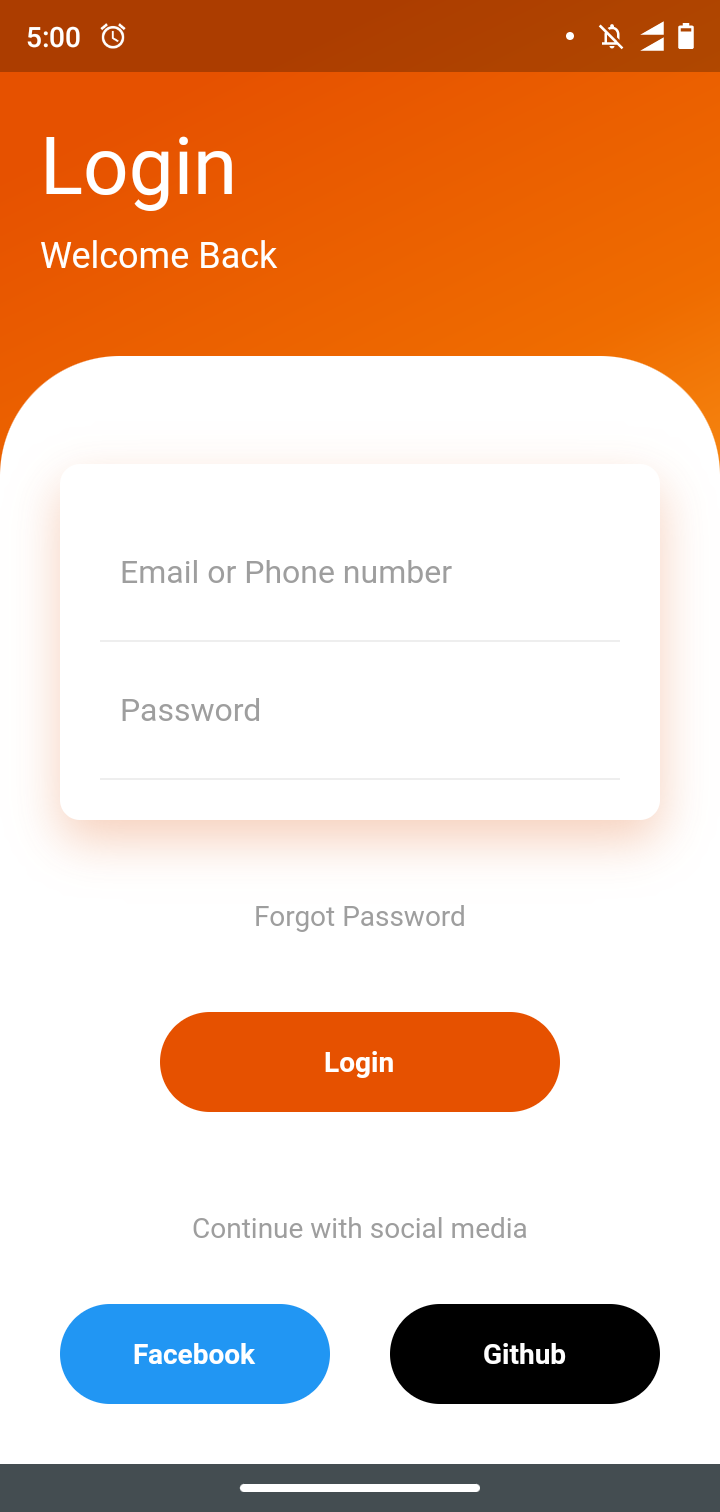 5:00
Login
Welcome Back
Email or Phone number
Password
Forgot Password
Login
Continue with social media
Facebook Github